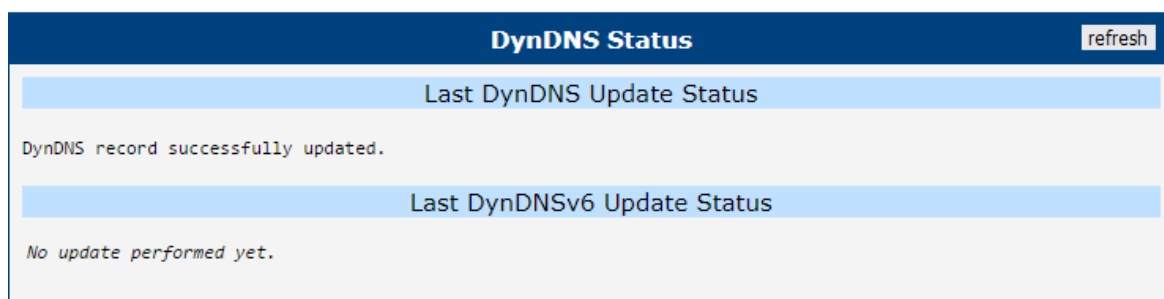 DynDNS Status
refresh
Last DynDNS Update Status
DynDNS record successfully updated.
Last DynDNSv6 Update Status
No update performed yet.